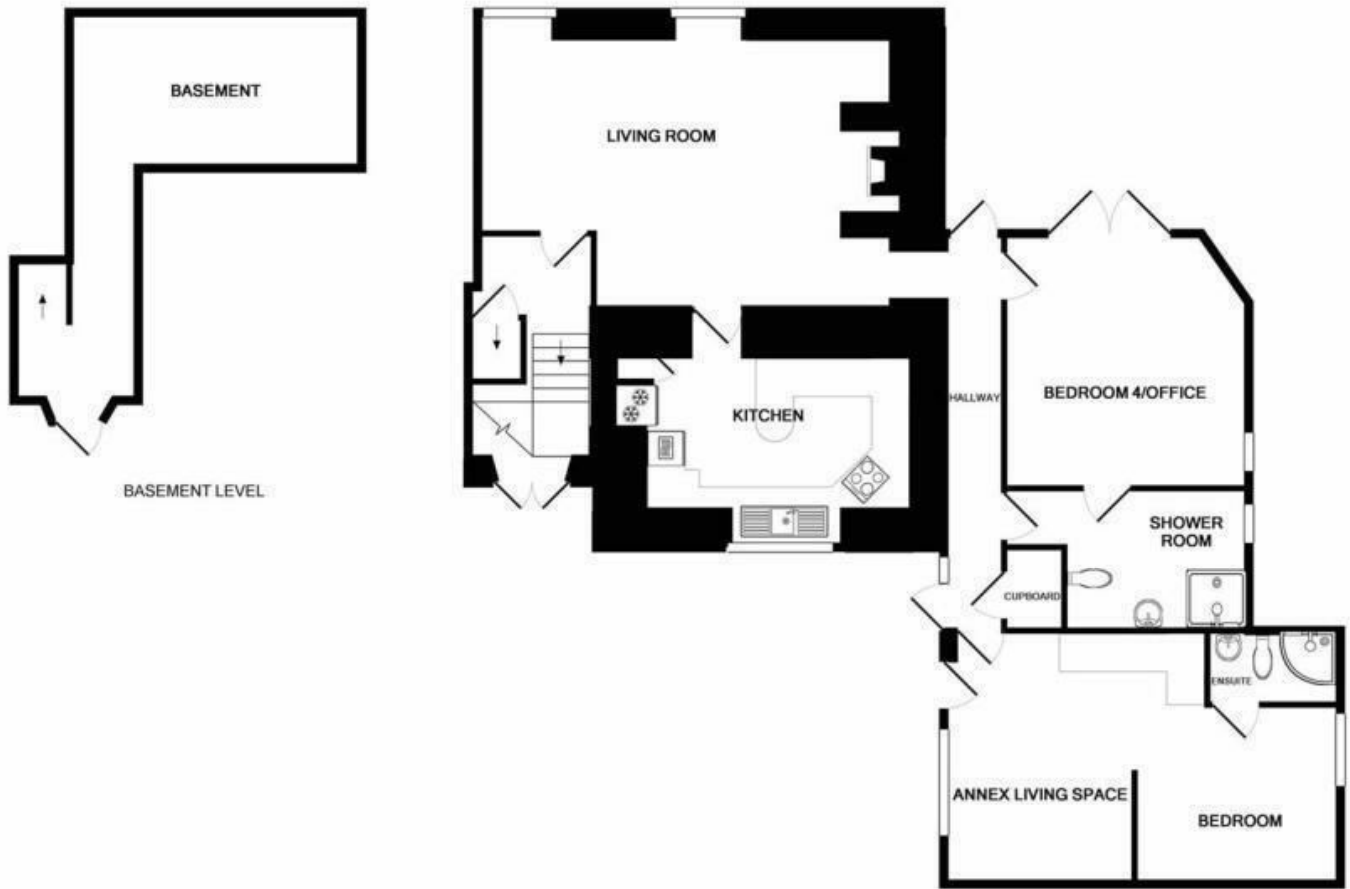 BASEMENT
BASEMENT LEVEL
LIVING ROOM
KITCHEN
HALLWAY
BEDROOM 4/OFFICE
SHOWER
ROOM
CUPBOARD
ENSUITE
ANNEX LIVING SPACE
BEDROOM